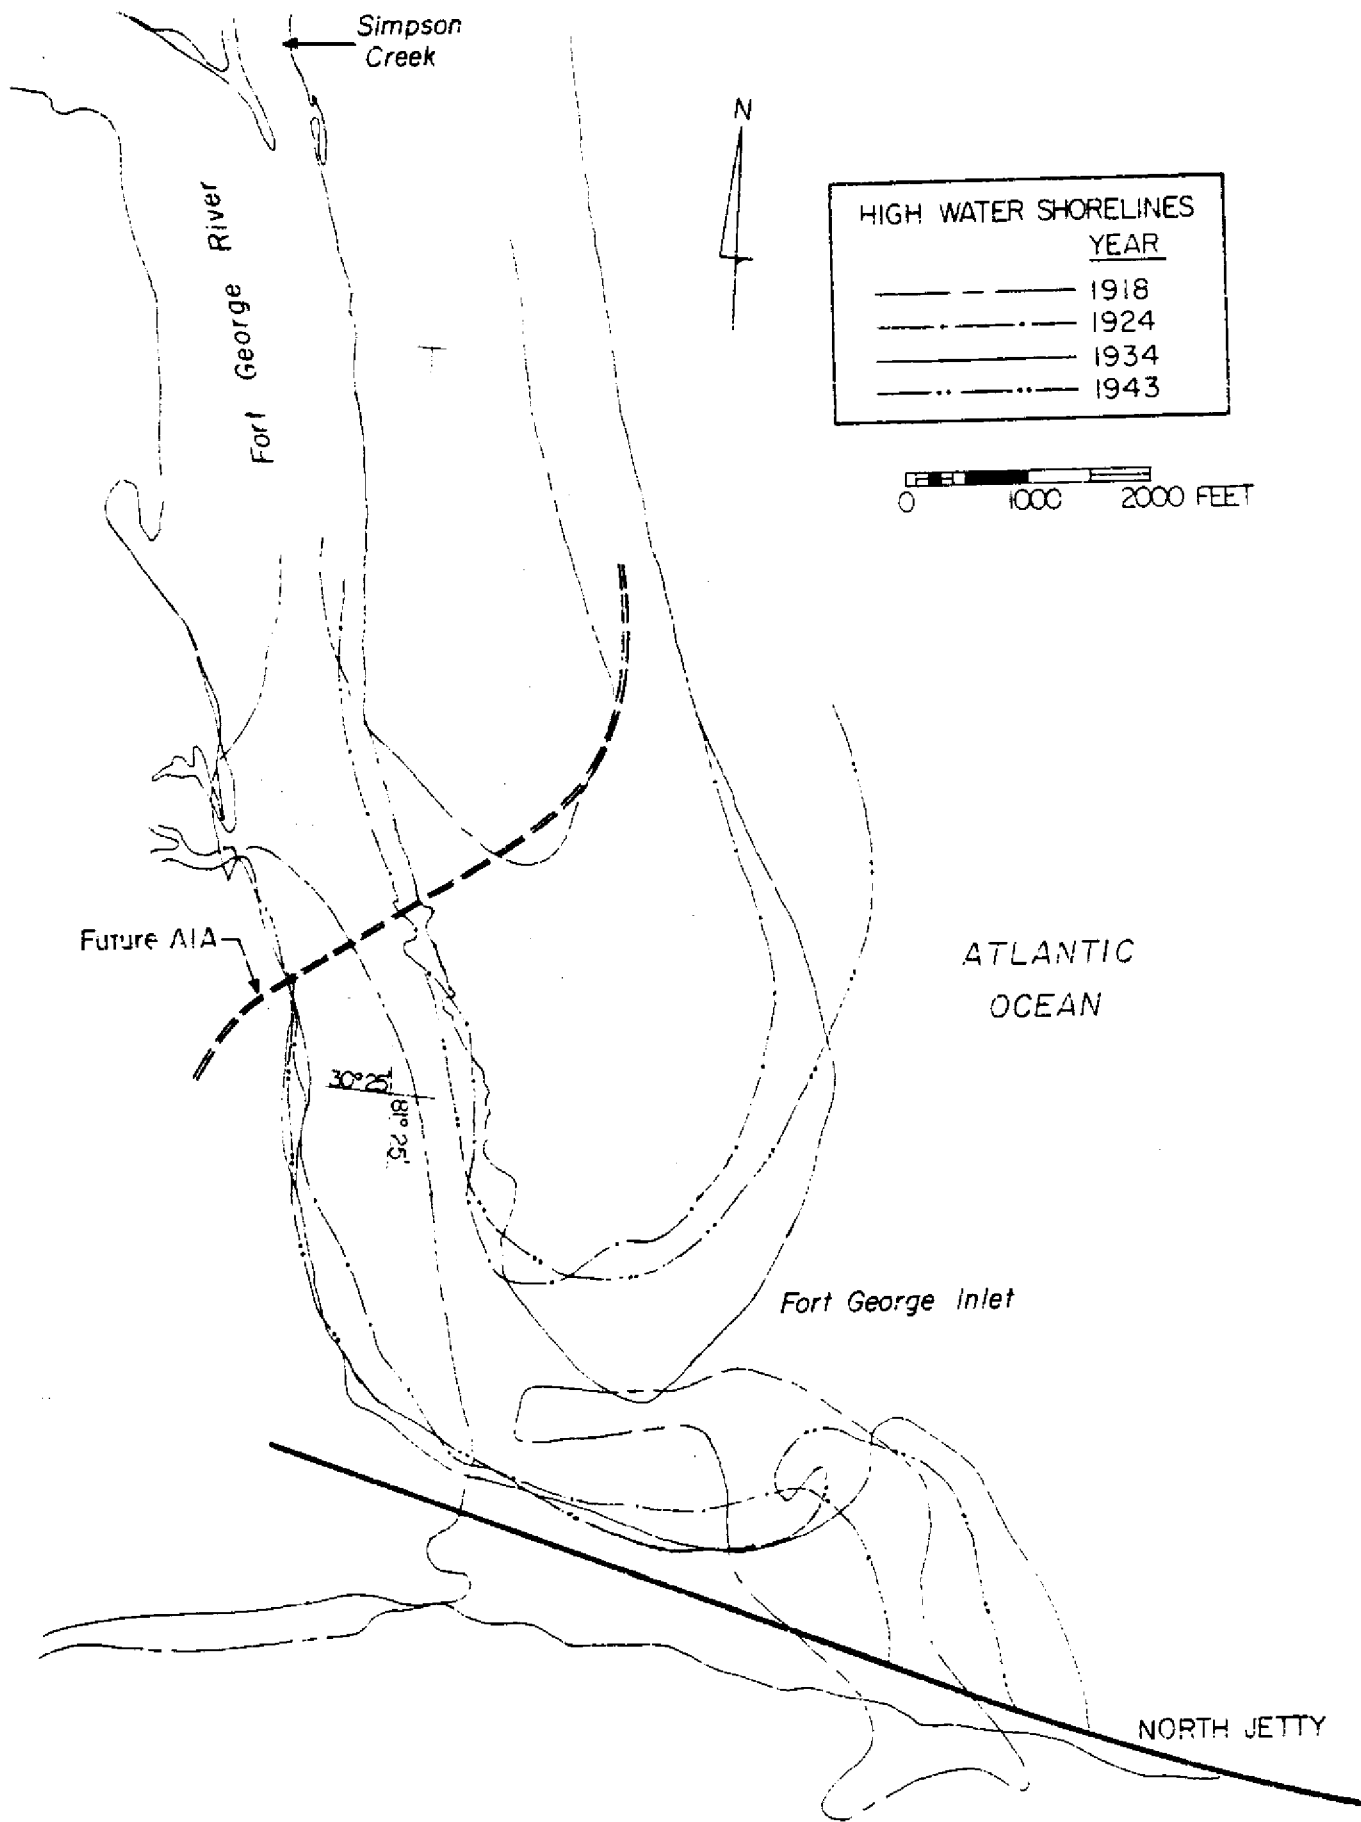 Simpson
Creek
N
HIGH WATER SHORELINES
YEAR
1918
1924
1934
1943
Fort George River
0 1000 2000 FEET
Future A1A
ATLANTIC
OCEAN
30° 25'
81° 25'
Fort George Inlet
NORTH JETTY